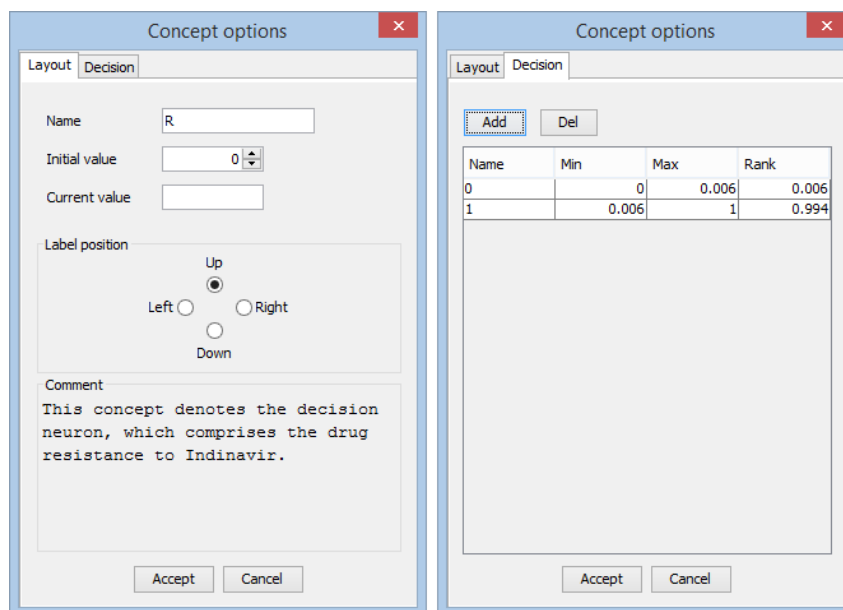 Concept options
×
Layout Decision
Name R
Initial value 0
Current value
Label position
Up
Left Right
Down
Comment
This concept denotes the decision
neuron, which comprises the drug
resistance to Indinavir.
Accept Cancel
Concept options
×
Layout Decision
Add Del
Name Min Max Rank
0 0 0.006 0.006
1 0.006 1 0.994
Accept Cancel